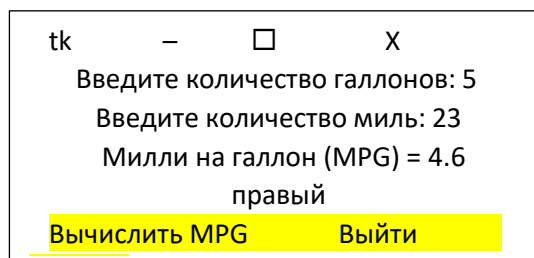 tk – □ X
Введите количество галлонов: 5
Введите количество миль: 23
Милли на галлон (MPG) = 4.6
правый
Вычислить MPG Выйти